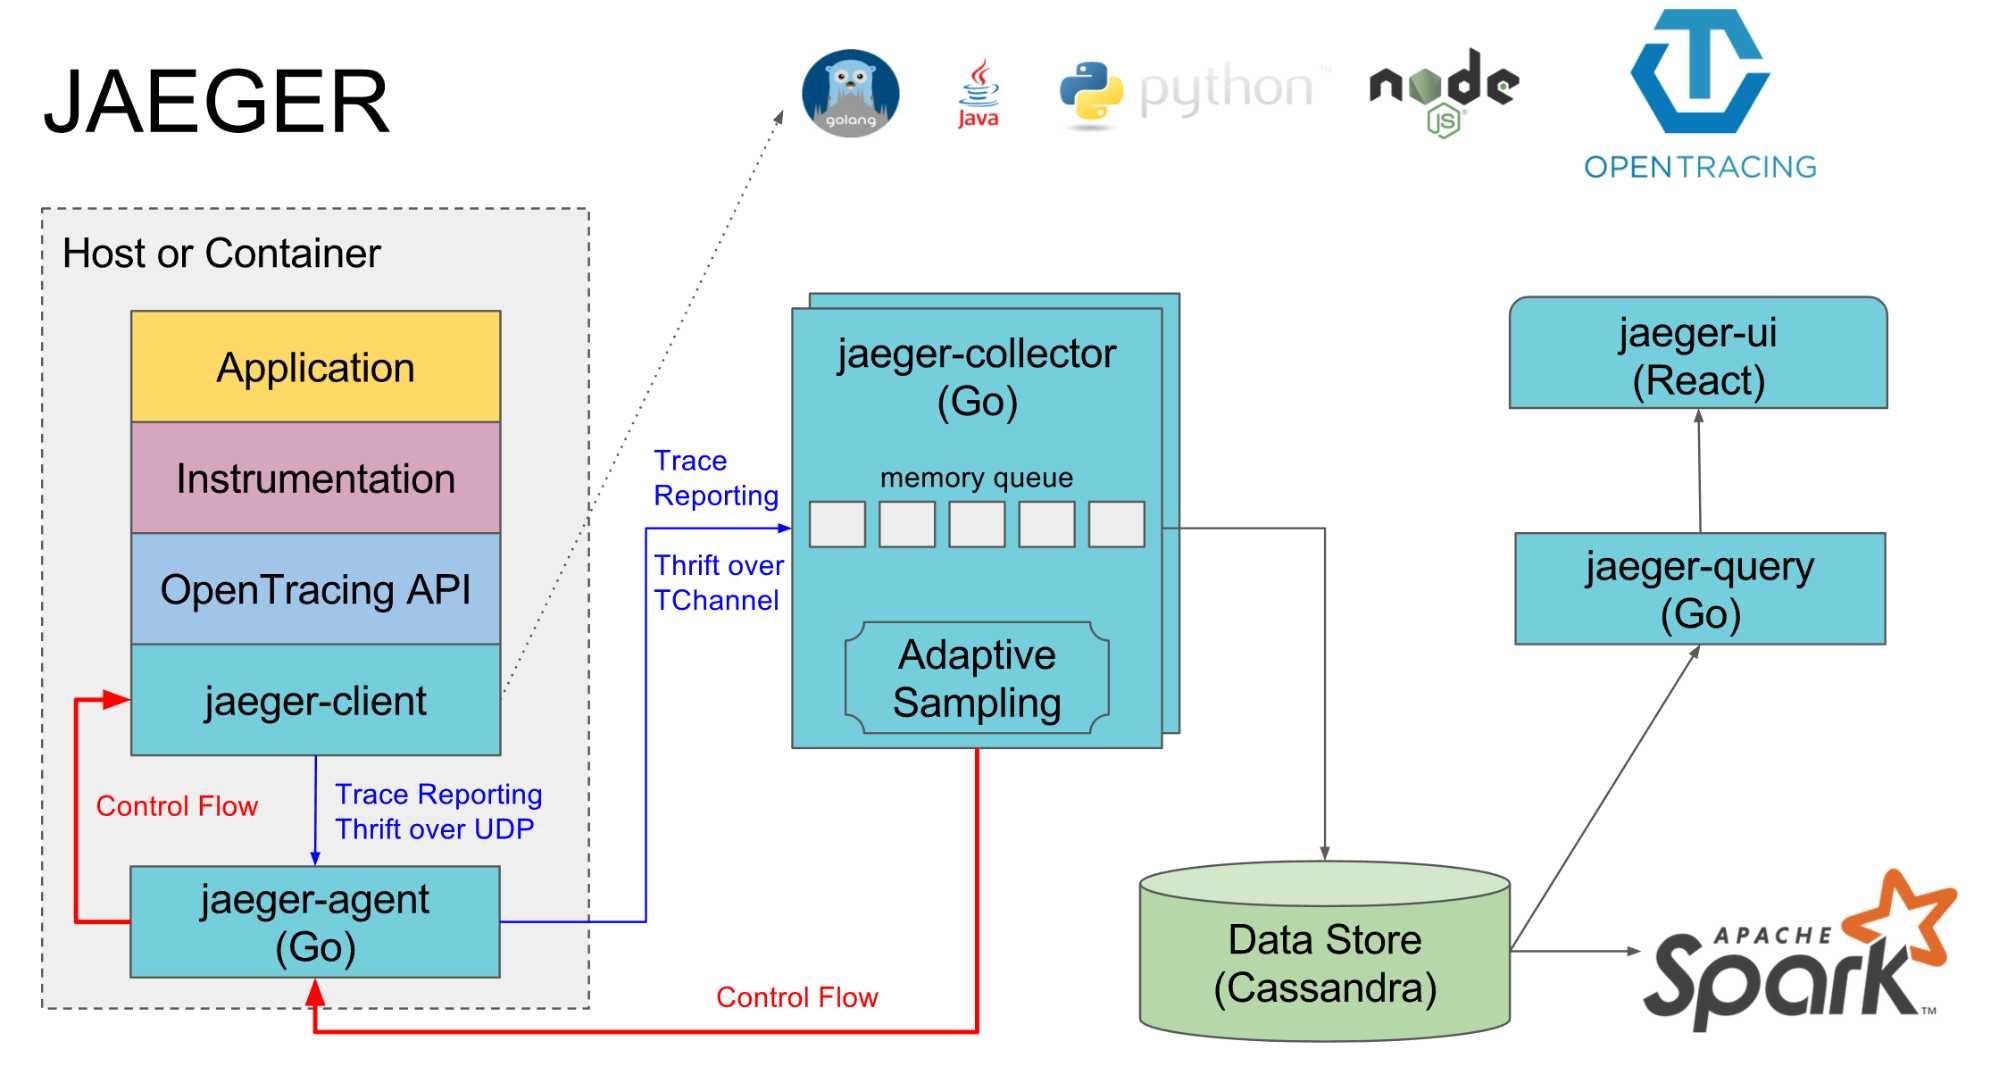 JAEGER
golang
Java
python™
node
JS
OPENTRACING
Host or Container
Application
Instrumentation
OpenTracing API
jaeger-client
Control Flow
Trace Reporting
Thrift over UDP
jaeger-agent
(Go)
Trace
Reporting
Thrift over
TChannel
jaeger-collector
(Go)
memory queue
Adaptive
Sampling
Control Flow
jaeger-ui
(React)
jaeger-query
(Go)
Data Store
(Cassandra)
APACHE
Spark™